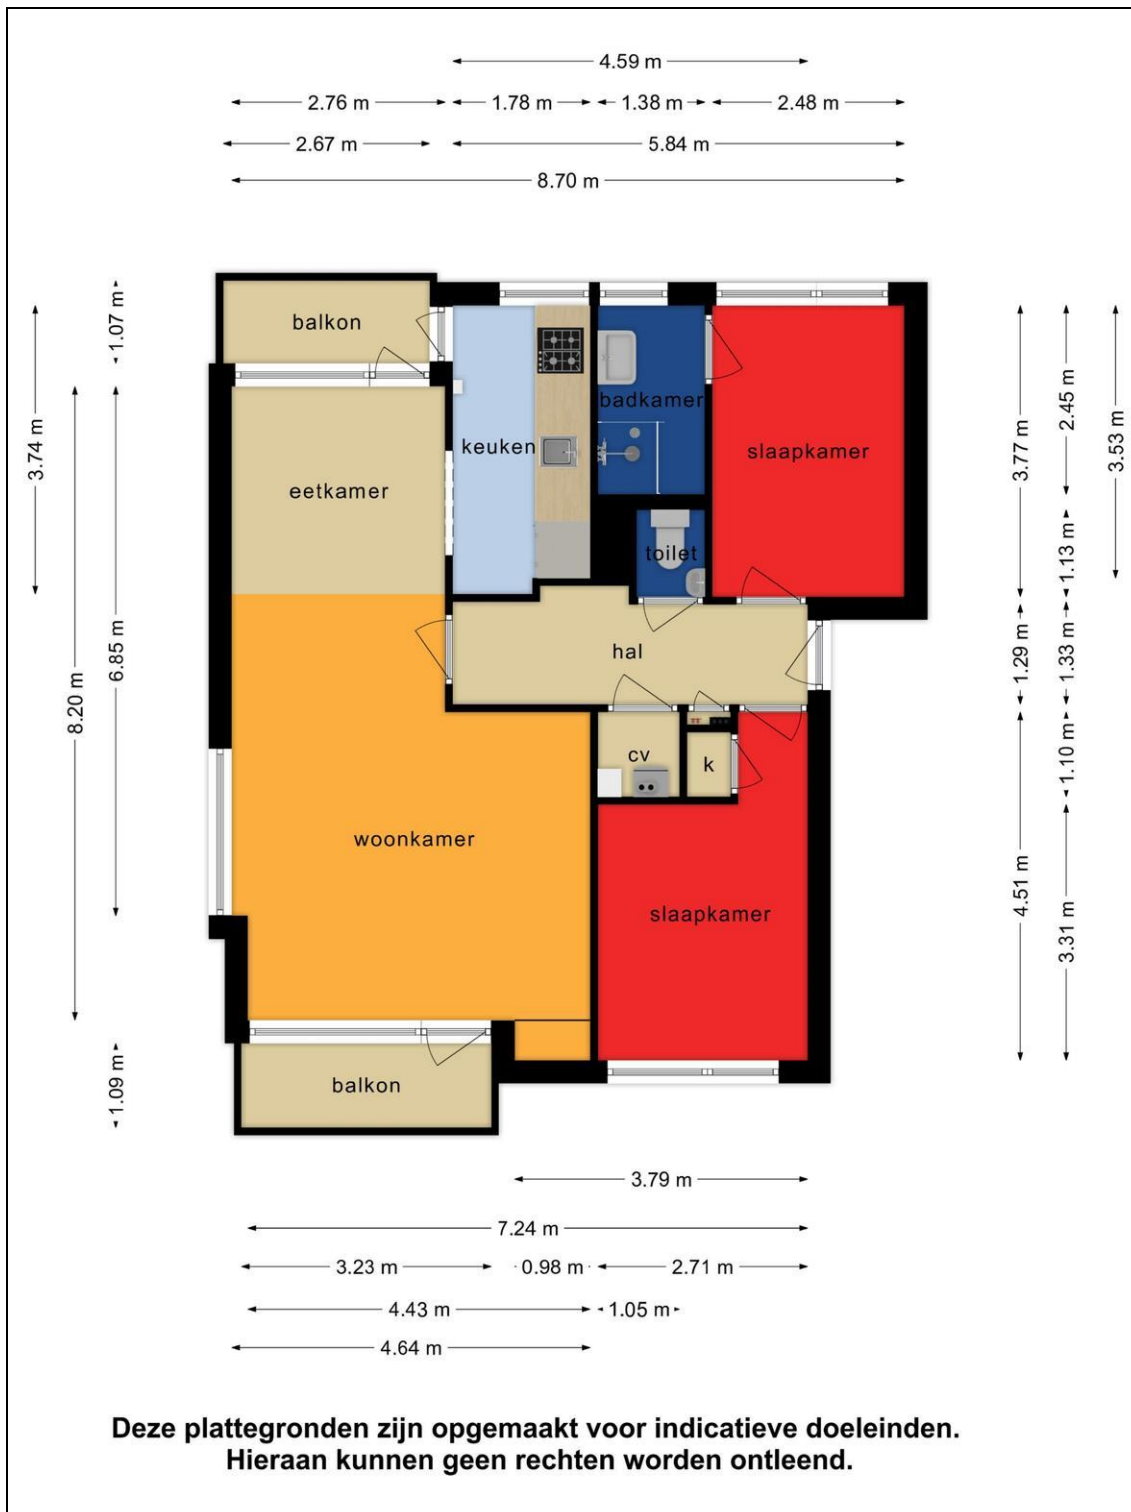 4.59 m
2.76 m 1.78 m 1.38 m 2.48 m
2.67 m 5.84 m
8.70 m
balkon
1.07 m
3.74 m
8.20 m
6.85 m
eetkamer
keuken
badkamer
slaapkamer
toilet
hal
cv
k
woonkamer
slaapkamer
balkon
1.09 m
3.77 m
2.45 m
3.53 m
1.13 m
1.29 m
1.33 m
1.10 m
4.51 m
3.31 m
3.79 m
7.24 m
3.23 m 0.98 m 2.71 m
4.43 m 1.05 m
4.64 m
Deze plattegronden zijn opgemaakt voor indicatieve doeleinden.
Hieraan kunnen geen rechten worden ontleend.